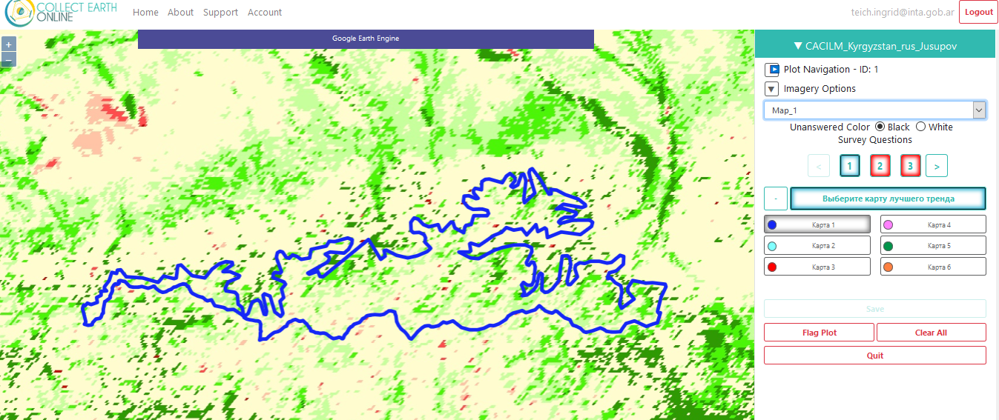 COLLECT EARTH
ONLINE
Home About Support Account
teich.ingrid@inta.gob.ar
Logout
+
−
Google Earth Engine
▼ CACILM_Kyrgyzstan_rus_Jusupov
Plot Navigation - ID: 1
▼ Imagery Options
Map_1
Unanswered Color Black White
Survey Questions
< 1 2 3 >
- Выберите карту лучшего тренда
Карта 1 Карта 4
Карта 2 Карта 5
Карта 3 Карта 6
Save
Flag Plot Clear All
Quit